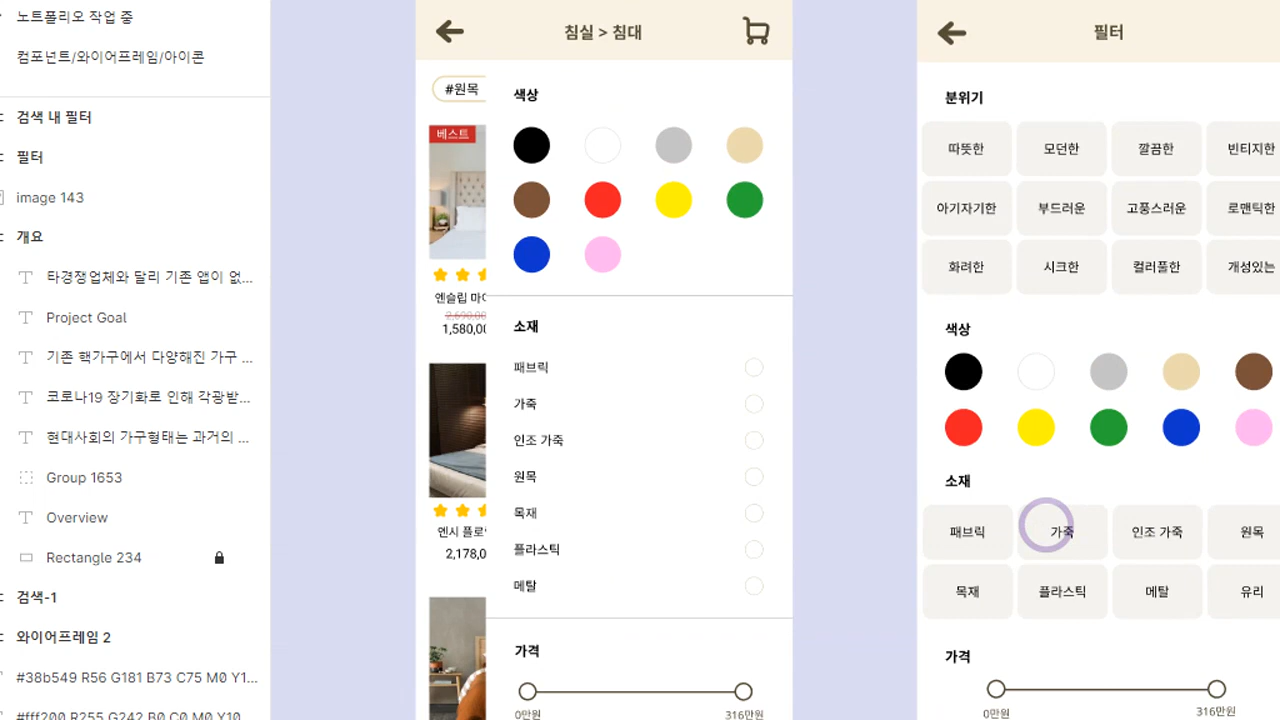 노트폴리오 작업 중
컴포넌트/와이어프레임/아이콘
검색 내 필터
필터
image 143
개요
타경쟁업체와 달리 기존 앱이 없...
Project Goal
기존 핵가구에서 다양해진 가구 ...
코로나19 장기화로 인해 각광받...
현대사회의 가구형태는 과거의 ...
Group 1653
Overview
Rectangle 234
검색-1
와이어프레임 2
#38b549 R56 G181 B73 C75 M0 Y1...
#fff200 R255 G242 B0 C0 M0 Y10
침실 > 침대
#원목
베스트
엔슬립 마
2,690,00
1,580,00
엔시 플로
2,178,0
색상
소재
패브릭
가죽
인조 가죽
원목
목재
플라스틱
메탈
가격
0만원
316만원
필터
분위기
따뜻한 모던한 깔끔한 빈티지한
아기자기한 부드러운 고풍스러운 로맨틱한
화려한 시크한 컬러풀한 개성있는
색상
소재
패브릭 가죽 인조 가죽 원목
목재 플라스틱 메탈 유리
가격
0만원 316만원